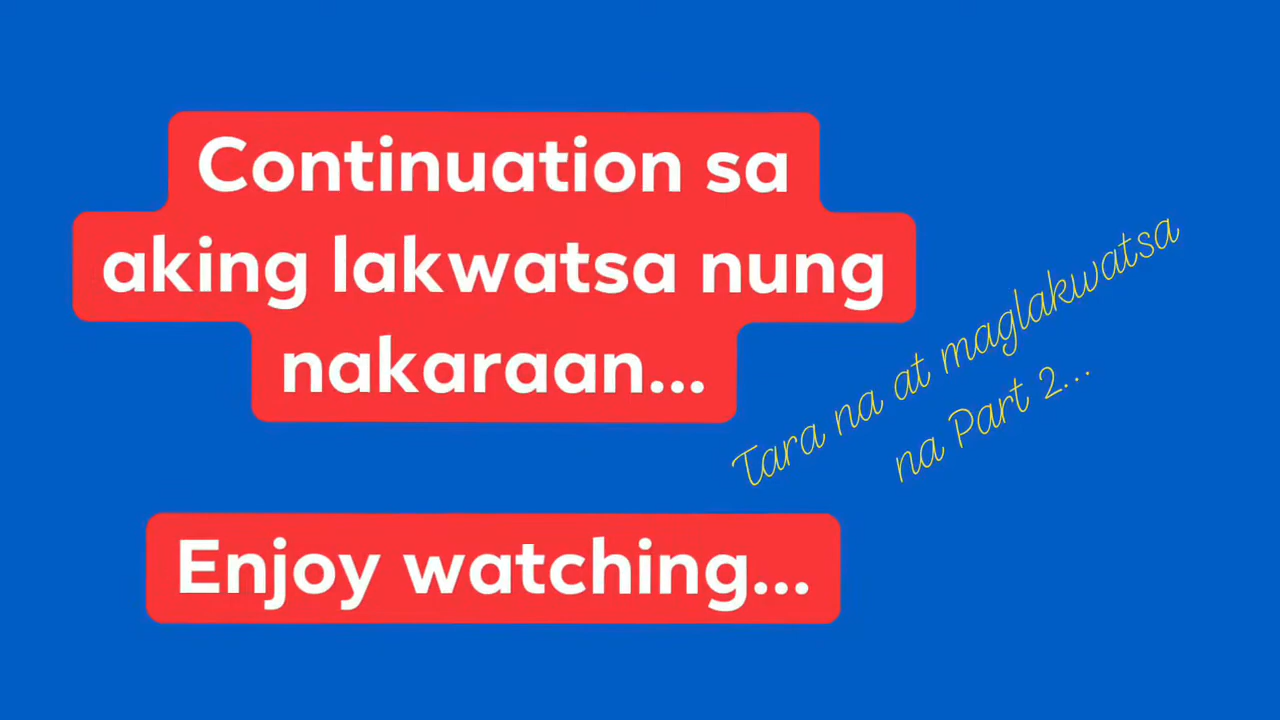 Continuation sa
aking lakwatsa nung
nakaraan...
Tara na at maglakwatsa
na Part 2...
Enjoy watching...